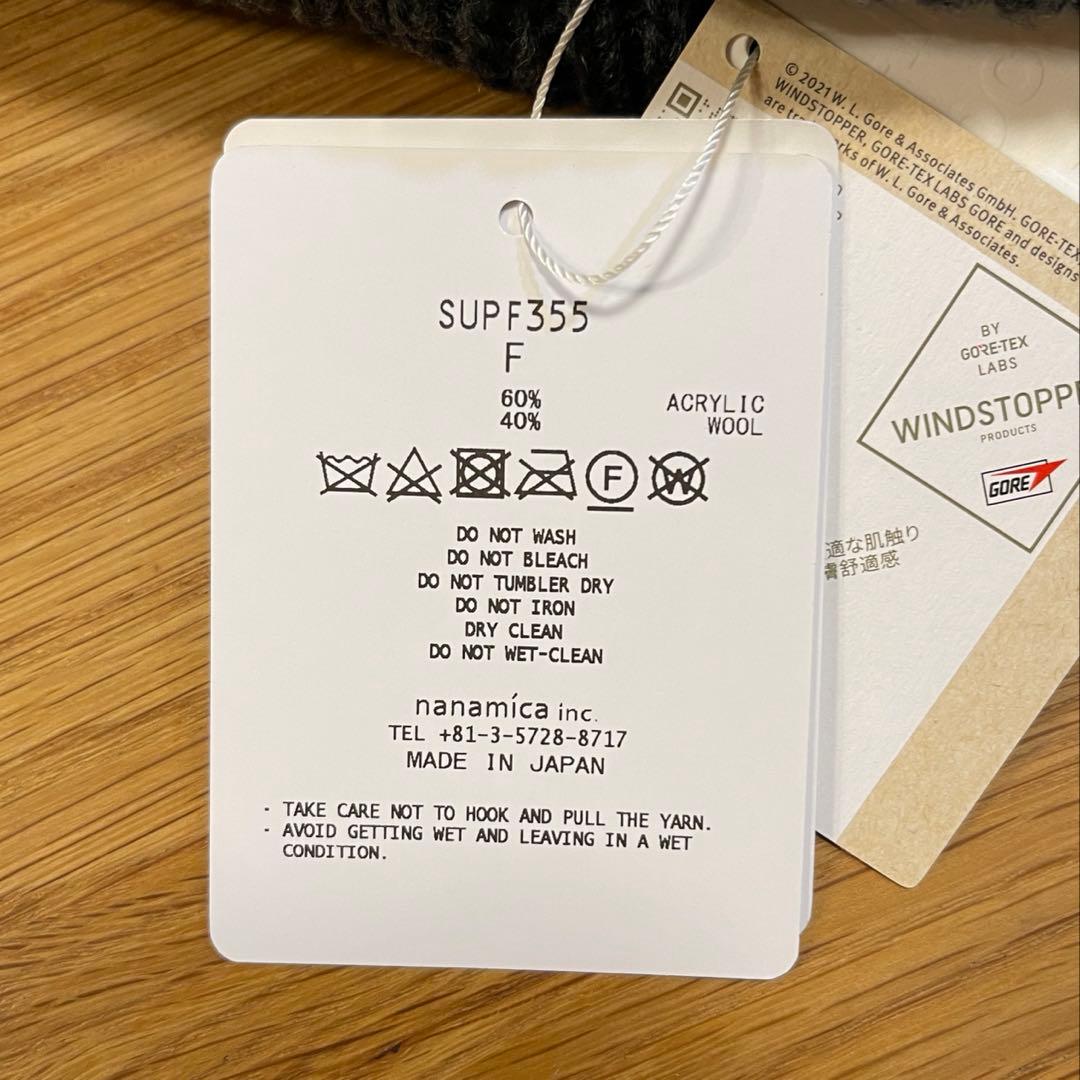 SUPF355
F
60% ACRYLIC
40% WOOL
F
W
DO NOT WASH
DO NOT BLEACH
DO NOT TUMBLER DRY
DO NOT IRON
DRY CLEAN
DO NOT WET-CLEAN
nanamíca inc.
TEL +81-3-5728-8717
MADE IN JAPAN
- TAKE CARE NOT TO HOOK AND PULL THE YARN.
- AVOID GETTING WET AND LEAVING IN A WET
CONDITION.
© 2021 W. L. Gore & Associates GmbH. GORE-TEX,
WINDSTOPPER, GORE-TEX LABS GORE and designs
are of W. L. Gore & Associates.
BY
GORE-TEX
LABS
WINDSTOPP
PRODUCTS
GORE
適な肌触り
膚舒適感